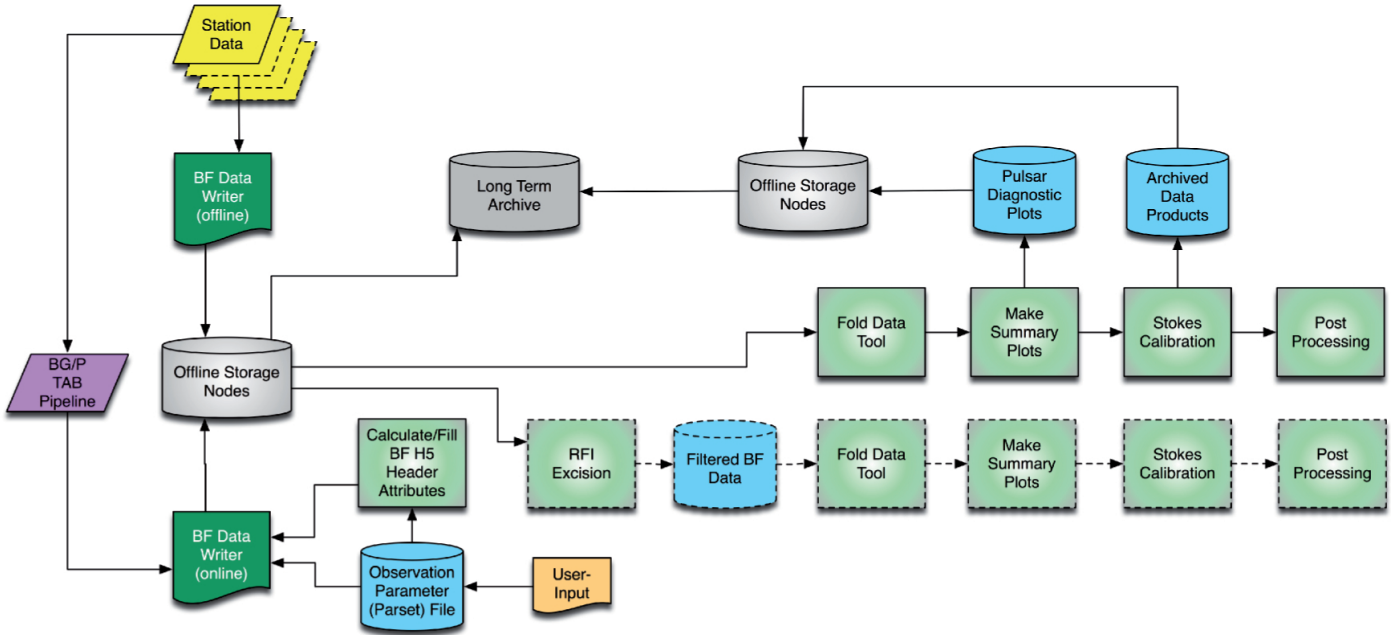 Station
Data
BF Data
Writer
(offline)
Long Term
Archive
Offline Storage
Nodes
Pulsar
Diagnostic
Plots
Archived
Data
Products
Fold Data
Tool
Make
Summary
Plots
Stokes
Calibration
Post
Processing
BG/P
TAB
Pipeline
Offline Storage
Nodes
Calculate/Fill
BF H5
Header
Attributes
RFI
Excision
Filtered BF
Data
Fold Data
Tool
Make
Summary
Plots
Stokes
Calibration
Post
Processing
BF Data
Writer
(online)
Observation
Parameter
(Parset) File
User-
Input